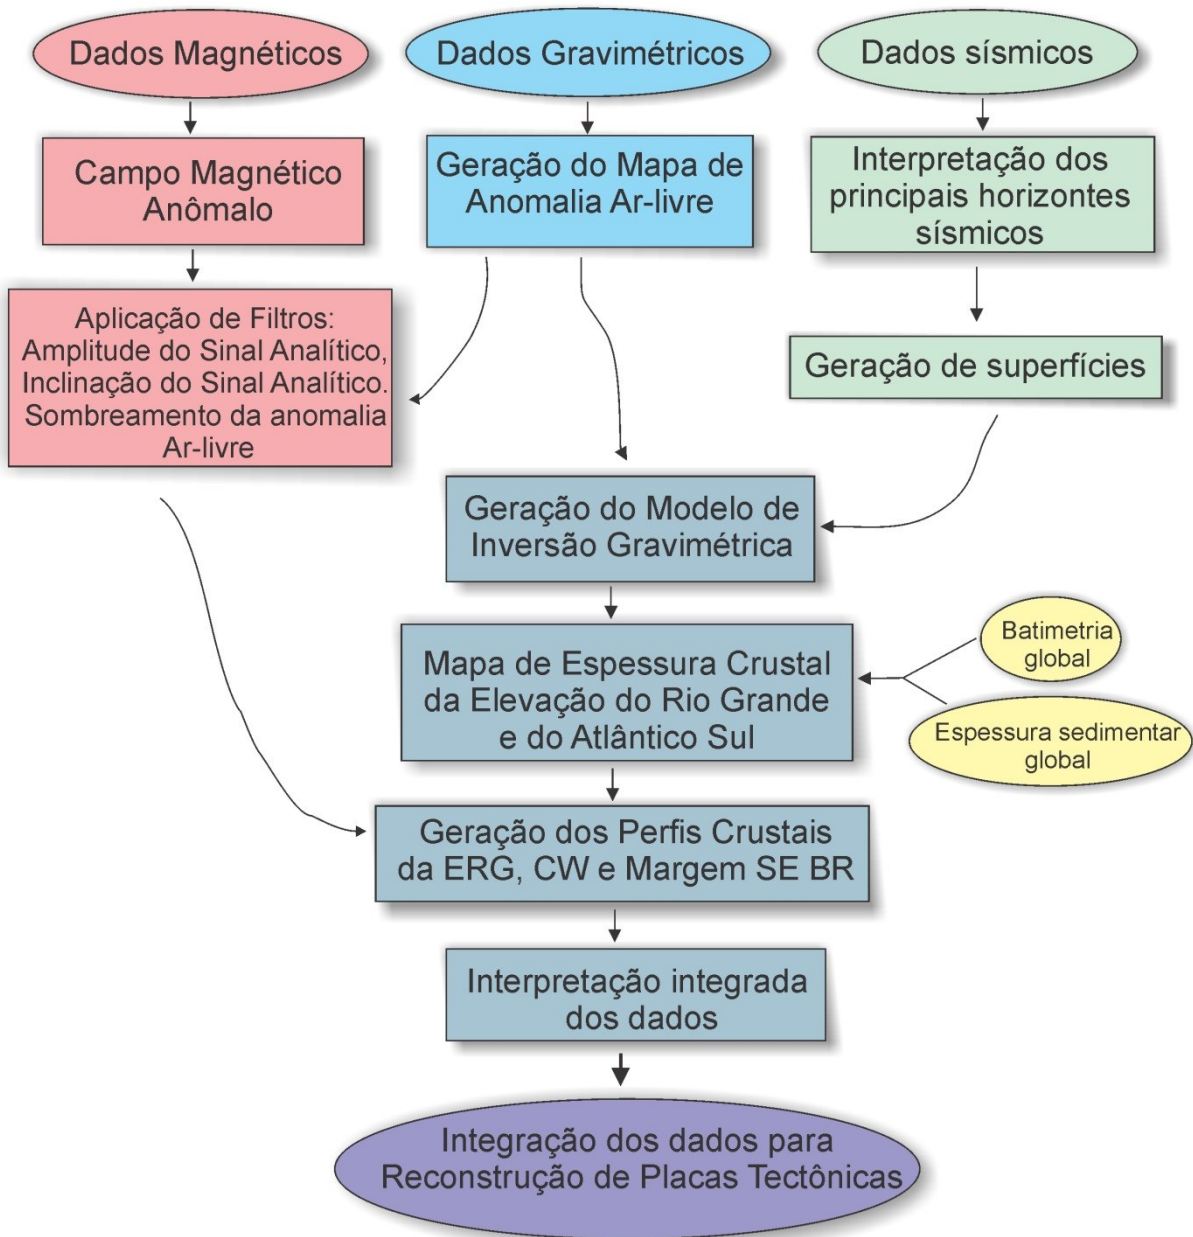 Dados Magnéticos
Dados Gravimétricos
Dados sísmicos
Campo Magnético
Anômalo
Geração do Mapa de
Anomalia Ar-livre
Interpretação dos
principais horizontes
sísmicos
Aplicação de Filtros:
Amplitude do Sinal Analítico,
Inclinação do Sinal Analítico.
Sombreamento da anomalia
Ar-livre
Geração de superfícies
Geração do Modelo de
Inversão Gravimétrica
Batimetria
global
Mapa de Espessura Crustal
da Elevação do Rio Grande
e do Atlântico Sul
Espessura sedimentar
global
Geração dos Perfis Crustais
da ERG, CW e Margem SE BR
Interpretação integrada
dos dados
Integração dos dados para
Reconstrução de Placas Tectônicas